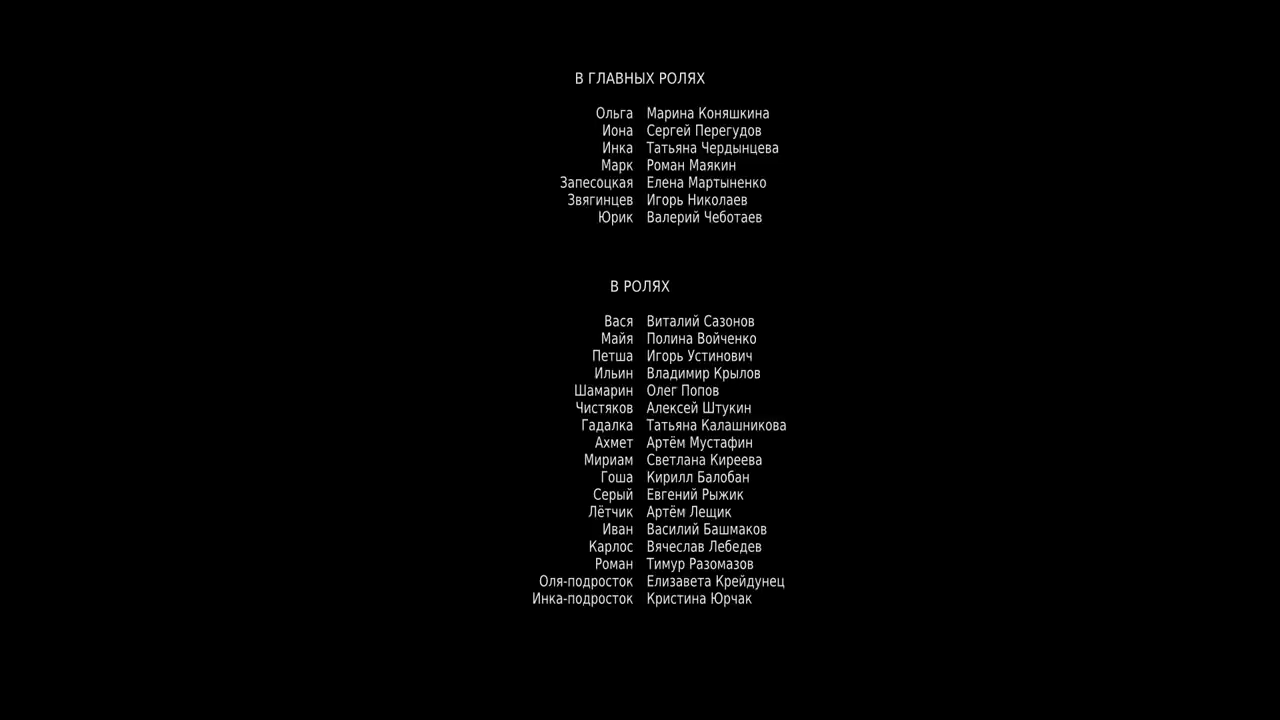 В ГЛАВНЫХ РОЛЯХ
Ольга Марина Коняшкина
Иона Сергей Перегудов
Инка Татьяна Чердынцева
Марк Роман Маякин
Запесоцкая Елена Мартыненко
Звягинцев Игорь Николаев
Юрик Валерий Чеботаев
В РОЛЯХ
Вася Виталий Сазонов
Майя Полина Войченко
Петша Игорь Устинович
Ильин Владимир Крылов
Шамарин Олег Попов
Чистяков Алексей Штукин
Гадалка Татьяна Калашникова
Ахмет Артём Мустафин
Мириам Светлана Киреева
Гоша Кирилл Балобан
Серый Евгений Рыжик
Лётчик Артём Лещик
Иван Василий Башмаков
Карлос Вячеслав Лебедев
Роман Тимур Разомазов
Оля-подросток Елизавета Крейдунец
Инка-подросток Кристина Юрчак